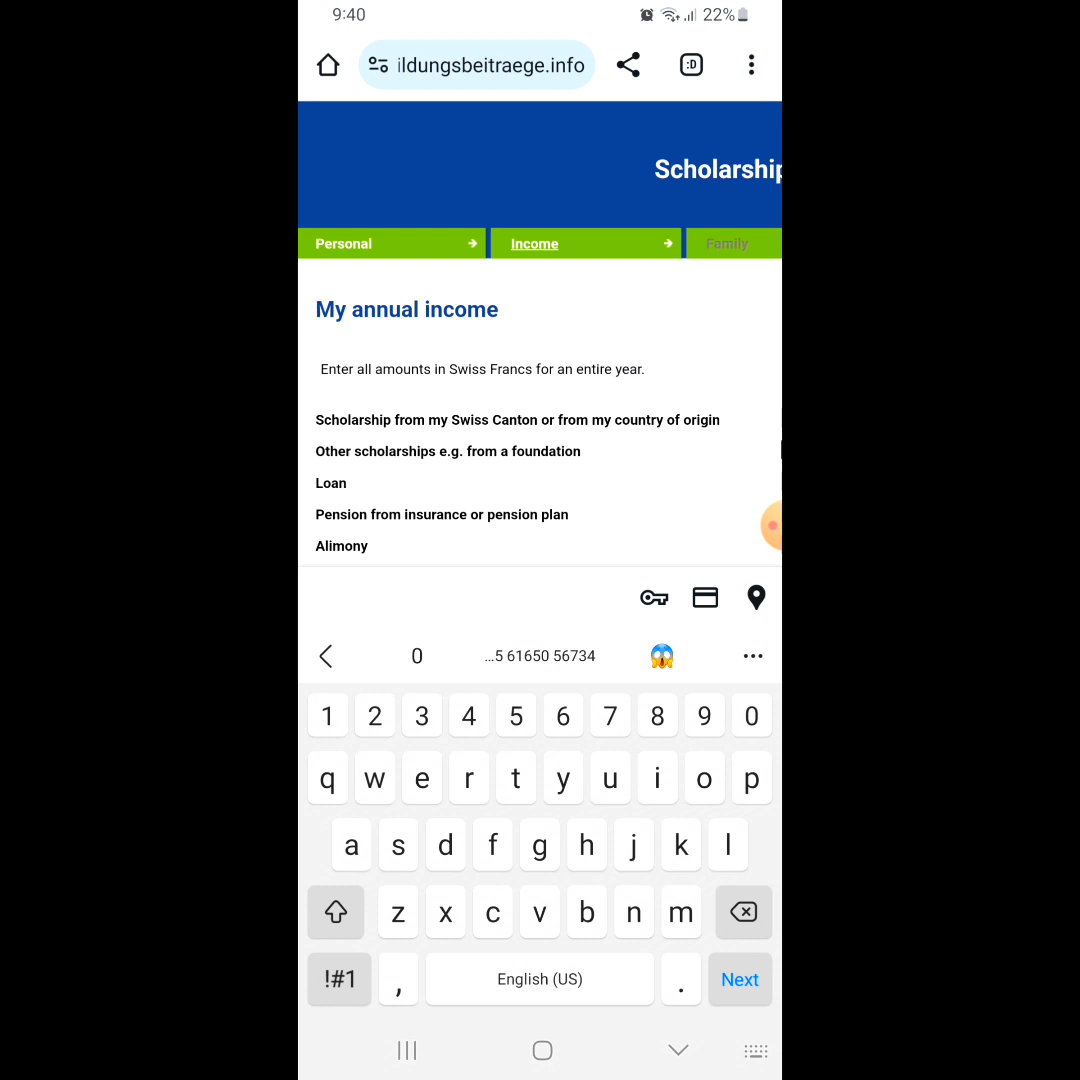 9:40
22%
ildungsbeitraege.info
:D
Scholarship
Personal
Income
Family
My annual income
Enter all amounts in Swiss Francs for an entire year.
Scholarship from my Swiss Canton or from my country of origin
Other scholarships e.g. from a foundation
Loan
Pension from insurance or pension plan
Alimony
0 ...5 61650 56734
1 2 3 4 5 6 7 8 9 0
q w e r t y u i o p
a s d f g h j k l
z x c v b n m
!#1 , English (US) . Next